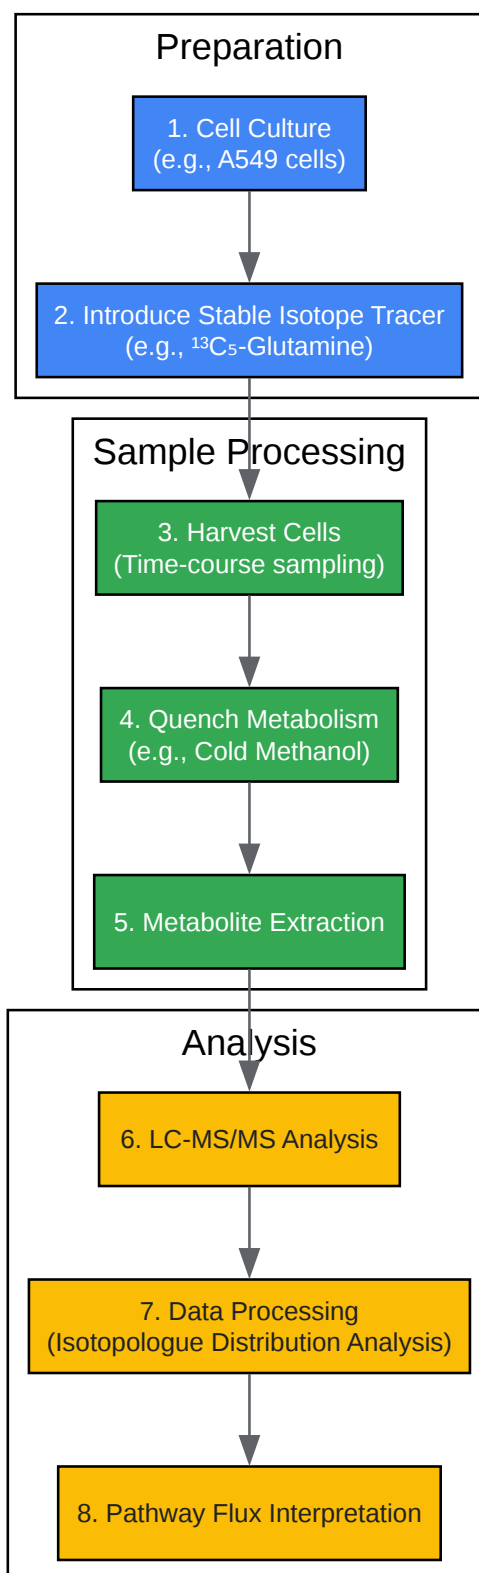 Preparation
1. Cell Culture
(e.g., A549 cells)
2. Introduce Stable Isotope Tracer
(e.g., ¹³C₅-Glutamine)
Sample Processing
3. Harvest Cells
(Time-course sampling)
4. Quench Metabolism
(e.g., Cold Methanol)
5. Metabolite Extraction
Analysis
6. LC-MS/MS Analysis
7. Data Processing
(Isotopologue Distribution Analysis)
8. Pathway Flux Interpretation